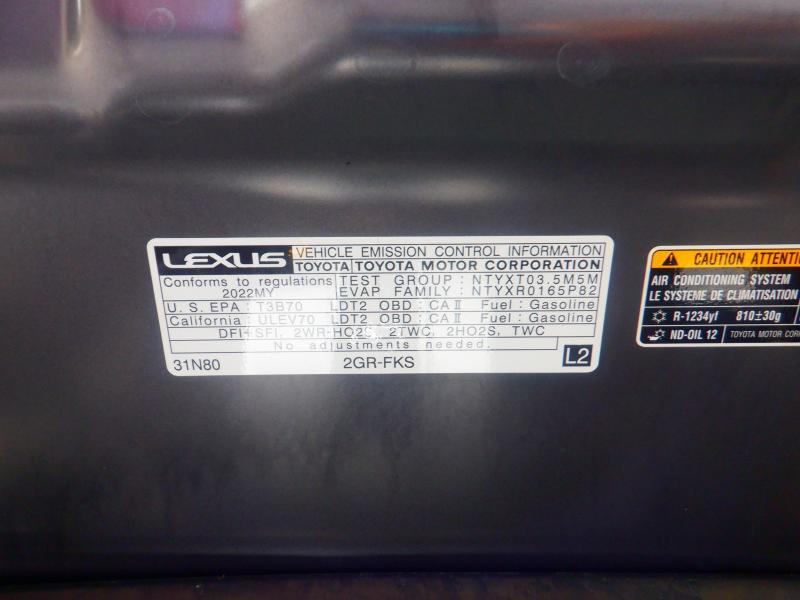 LEXUS VEHICLE EMISSION CONTROL INFORMATION
TOYOTA TOYOTA MOTOR CORPORATION
Conforms to regulations TEST GROUP : NTYXT03.5M5M
2022MY EVAP FAMILY : NTYXR0165P82
U.S. EPA : T3B70 LDT2 OBD : CA II Fuel : Gasoline
California : ULEV70 LDT2 OBD : CA II Fuel : Gasoline
DFI+SFI, 2WR-HO2S, 2TWC, 2HO2S, TWC
No adjustments needed.
31N80 2GR-FKS L2
CAUTION ATTENTI
AIR CONDITIONING SYSTEM
LE SYSTÈME DE CLIMATISATION
R-1234yf 810±30g
ND-OIL 12 TOYOTA MOTOR COR